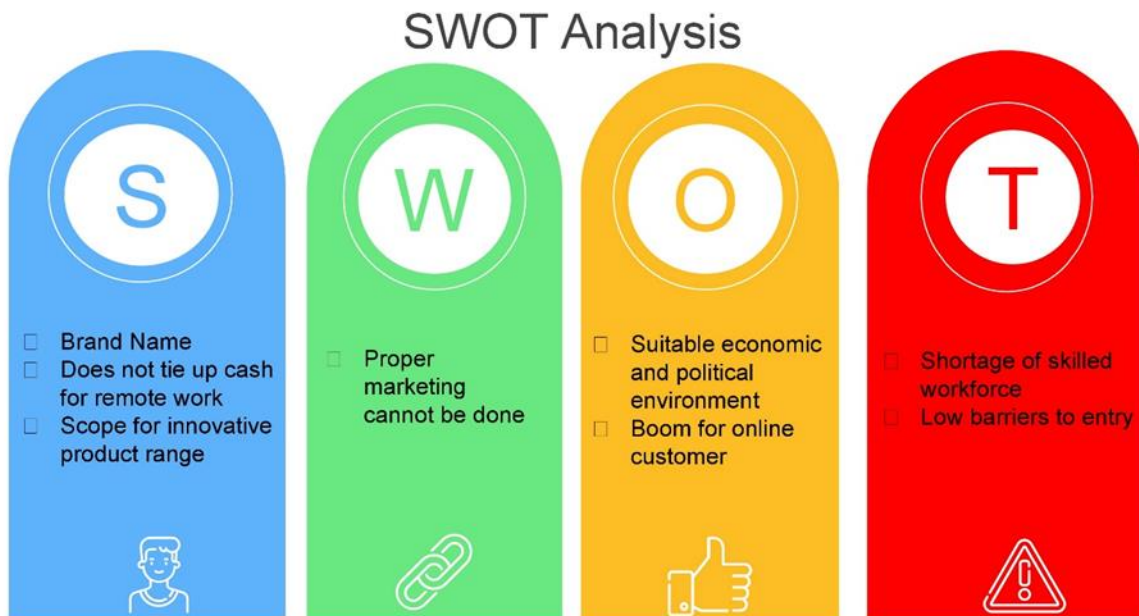 SWOT Analysis
S
Brand Name
Does not tie up cash
for remote work
Scope for innovative
product range
W
Proper
marketing
cannot be done
O
Suitable economic
and political
environment
Boom for online
customer
T
Shortage of skilled
workforce
Low barriers to entry